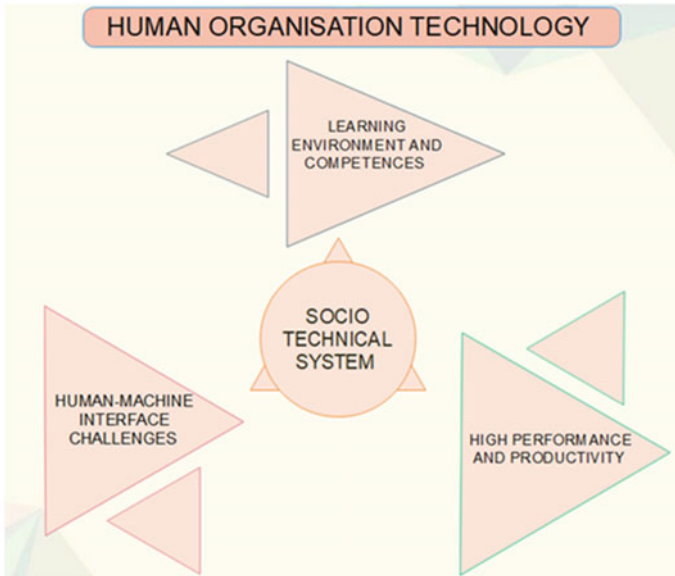 HUMAN ORGANISATION TECHNOLOGY
LEARNING
ENVIRONMENT AND
COMPETENCES
SOCIO
TECHNICAL
SYSTEM
HUMAN-MACHINE
INTERFACE
CHALLENGES
HIGH PERFORMANCE
AND PRODUCTIVITY